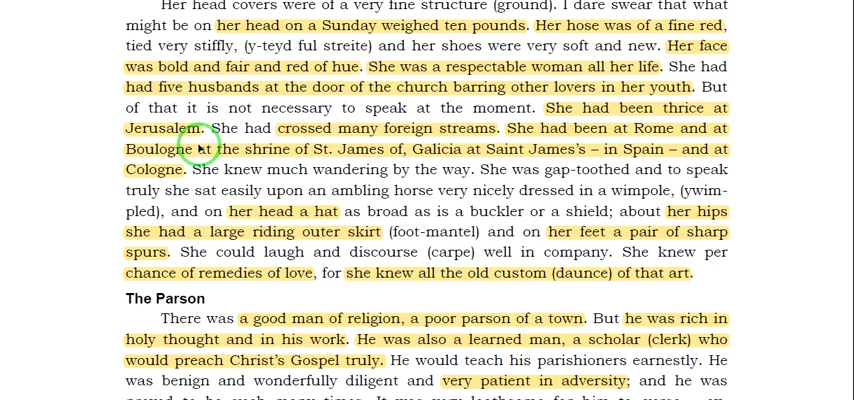 Her head covers were of a very fine structure (ground). I dare swear that what
might be on her head on a Sunday weighed ten pounds. Her hose was of a fine red,
tied very stiffly, (y-teyd ful streite) and her shoes were very soft and new. Her face
was bold and fair and red of hue. She was a respectable woman all her life. She had
had five husbands at the door of the church barring other lovers in her youth. But
of that it is not necessary to speak at the moment. She had been thrice at
Jerusalem. She had crossed many foreign streams. She had been at Rome and at
Boulogne at the shrine of St. James of, Galicia at Saint James's – in Spain – and at
Cologne. She knew much wandering by the way. She was gap-toothed and to speak
truly she sat easily upon an ambling horse very nicely dressed in a wimpole, (ywim-
pled), and on her head a hat as broad as is a buckler or a shield; about her hips
she had a large riding outer skirt (foot-mantel) and on her feet a pair of sharp
spurs. She could laugh and discourse (carpe) well in company. She knew per
chance of remedies of love, for she knew all the old custom (daunce) of that art.
The Parson
There was a good man of religion, a poor parson of a town. But he was rich in
holy thought and in his work. He was also a learned man, a scholar (clerk) who
would preach Christ's Gospel truly. He would teach his parishioners earnestly. He
was benign and wonderfully diligent and very patient in adversity; and he was